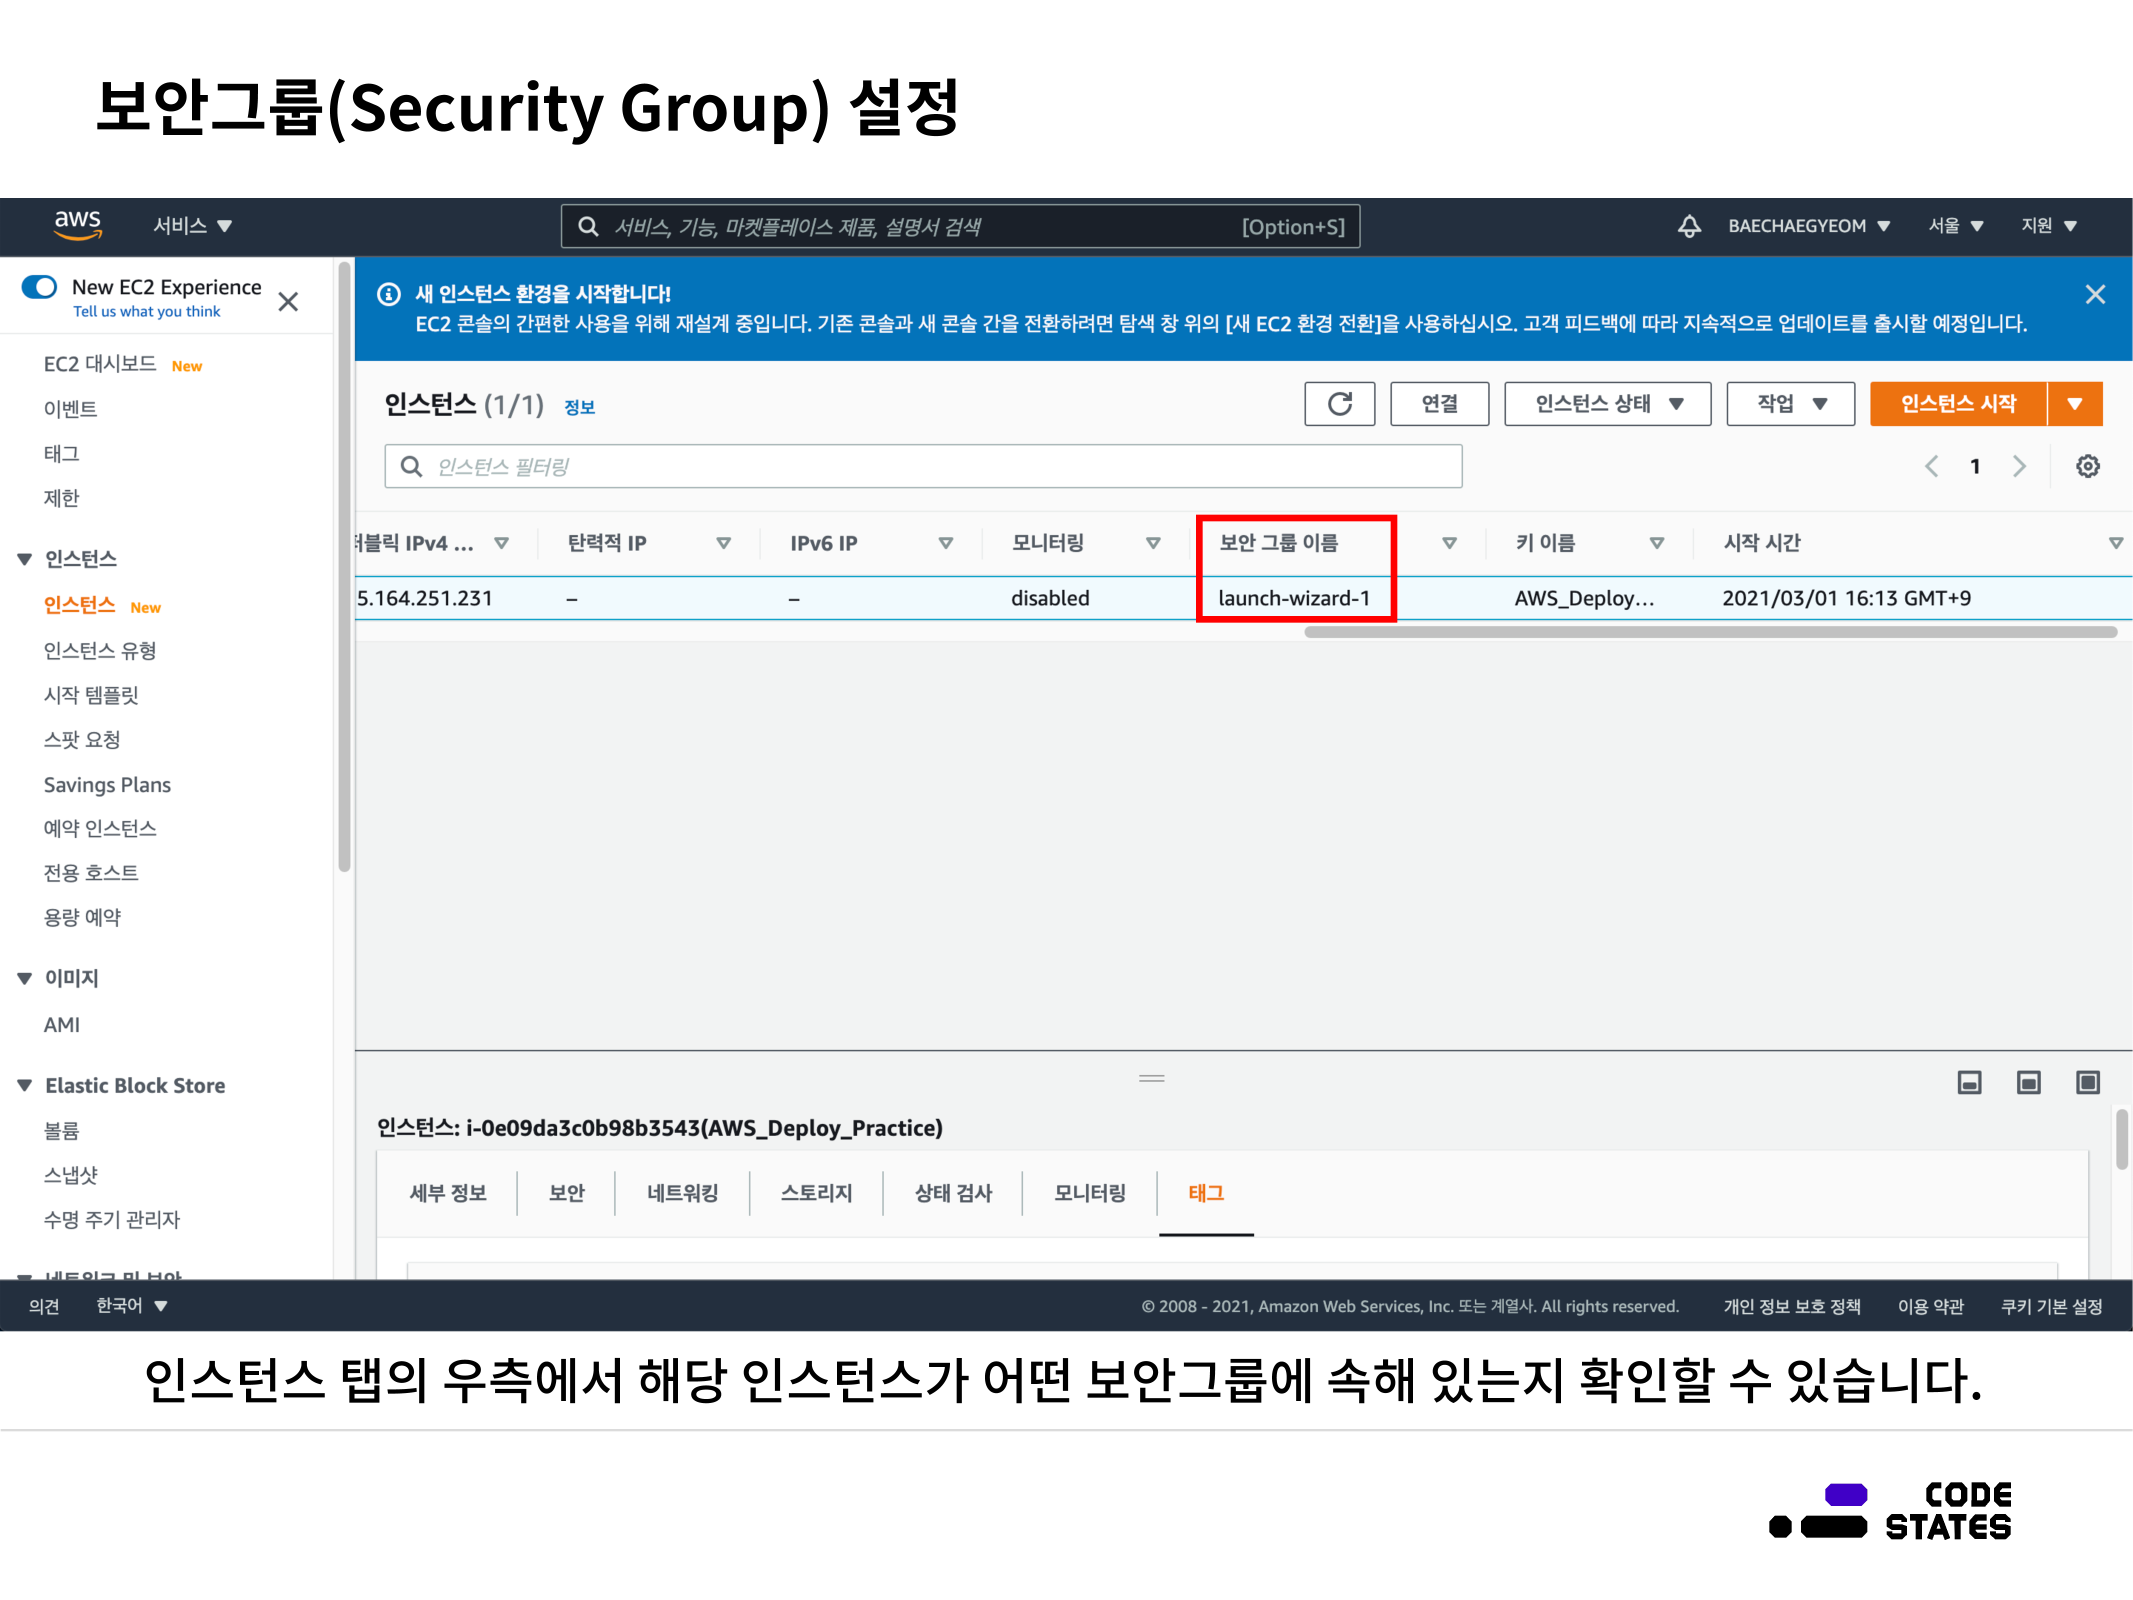 보안그룹(Security Group) 설정
aws 서비스 서비스, 기능, 마켓플레이스 제품, 설명서 검색 [Option+S] BAECHAEGYEOM 서울 지원
New EC2 Experience
Tell us what you think
EC2 대시보드 New
이벤트
태그
제한
인스턴스
인스턴스 New
인스턴스 유형
시작 템플릿
스팟 요청
Savings Plans
예약 인스턴스
전용 호스트
용량 예약
이미지
AMI
Elastic Block Store
볼륨
스냅샷
수명 주기 관리자
네트워크 및 보안
새 인스턴스 환경을 시작합니다!
EC2 콘솔의 간편한 사용을 위해 재설계 중입니다. 기존 콘솔과 새 콘솔 간을 전환하려면 탐색 창 위의 [새 EC2 환경 전환]을 사용하십시오. 고객 피드백에 따라 지속적으로 업데이트를 출시할 예정입니다.
인스턴스 (1/1) 정보 연결 인스턴스 상태 작업 인스턴스 시작
인스턴스 필터링 1
퍼블릭 IPv4 ... 탄력적 IP IPv6 IP 모니터링 보안 그룹 이름 키 이름 시작 시간
5.164.251.231 – – disabled launch-wizard-1 AWS_Deploy... 2021/03/01 16:13 GMT+9
인스턴스: i-0e09da3c0b98b3543(AWS_Deploy_Practice)
세부 정보 보안 네트워킹 스토리지 상태 검사 모니터링 태그
의견 한국어 © 2008 - 2021, Amazon Web Services, Inc. 또는 계열사. All rights reserved. 개인 정보 보호 정책 이용 약관 쿠키 기본 설정
인스턴스 탭의 우측에서 해당 인스턴스가 어떤 보안그룹에 속해 있는지 확인할 수 있습니다.
CODE
STATES